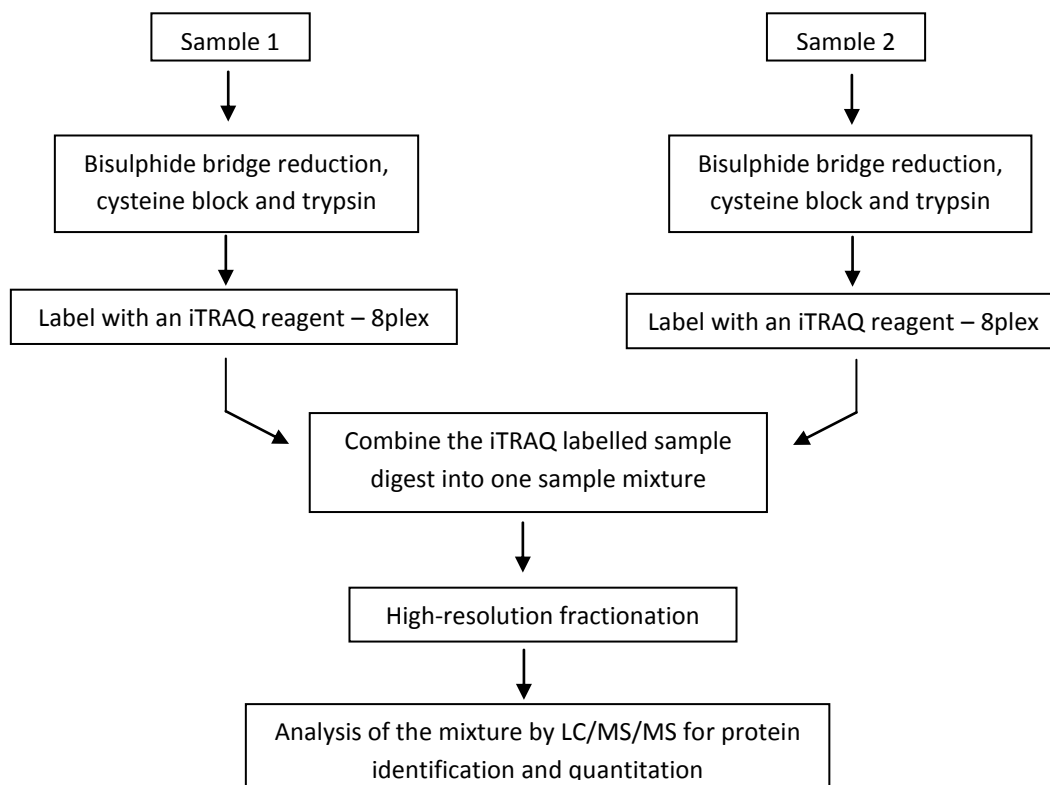 Sample 1
Sample 2
Bisulphide bridge reduction,
cysteine block and trypsin
Bisulphide bridge reduction,
cysteine block and trypsin
Label with an iTRAQ reagent – 8plex
Label with an iTRAQ reagent – 8plex
Combine the iTRAQ labelled sample
digest into one sample mixture
High-resolution fractionation
Analysis of the mixture by LC/MS/MS for protein
identification and quantitation